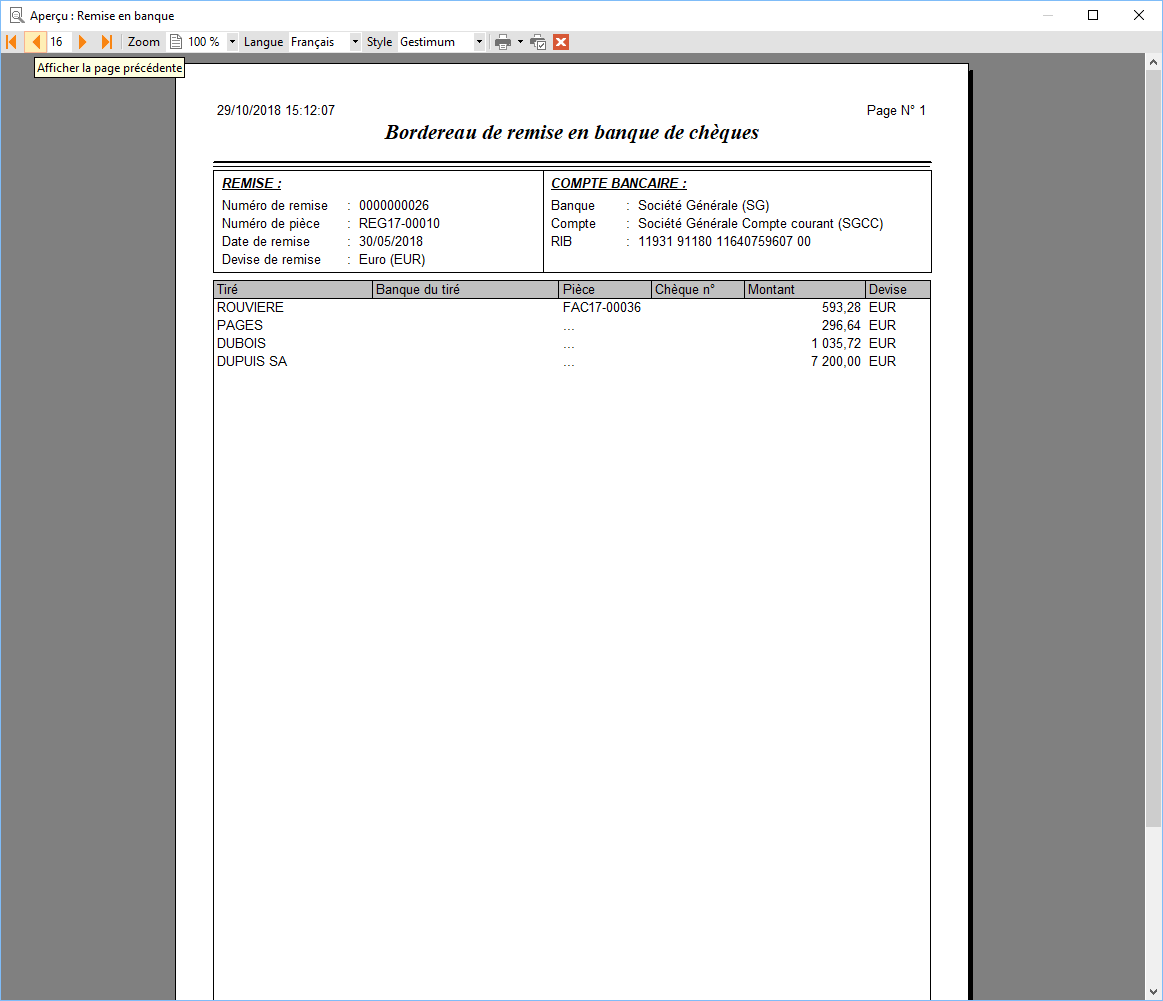 Aperçu : Remise en banque
16 Zoom 100 % Langue Français Style Gestimum
Afficher la page précédente
29/10/2018 15:12:07 Page N° 1
Bordereau de remise en banque de chèques
REMISE : COMPTE BANCAIRE :
Numéro de remise : 0000000026 Banque : Société Générale (SG)
Numéro de pièce : REG17-00010 Compte : Société Générale Compte courant (SGCC)
Date de remise : 30/05/2018 RIB : 11931 91180 11640759607 00
Devise de remise : Euro (EUR)
Tiré Banque du tiré Pièce Chèque n° Montant Devise
ROUVIERE FAC17-00036 593,28 EUR
PAGES ... 296,64 EUR
DUBOIS ... 1 035,72 EUR
DUPUIS SA ... 7 200,00 EUR